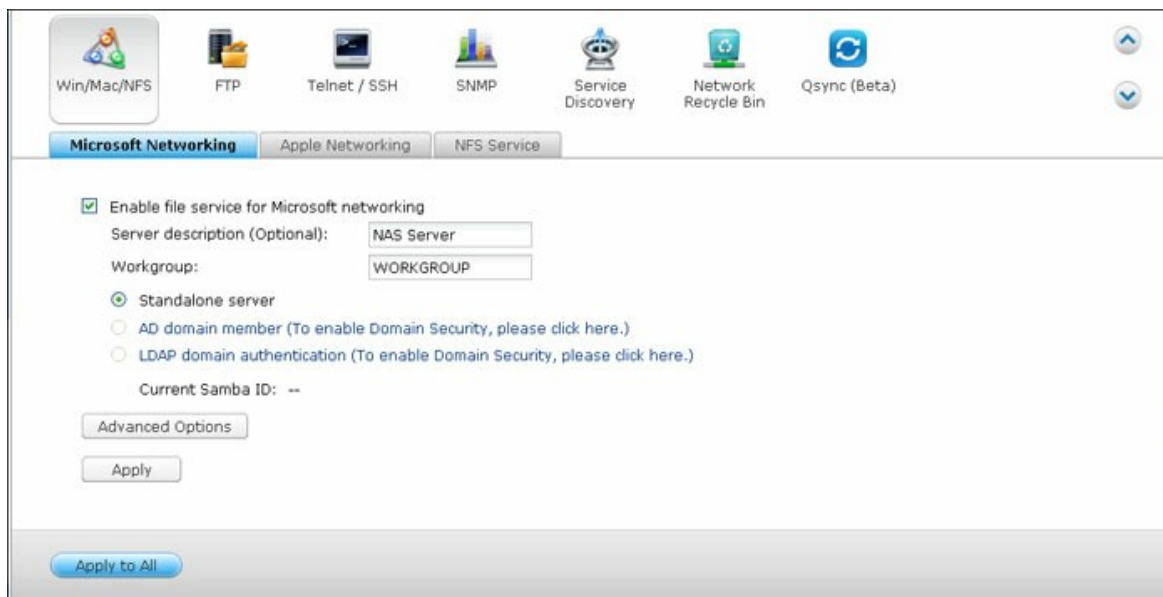 Win/Mac/NFS
FTP
Telnet / SSH
SNMP
Service
Discovery
Network
Recycle Bin
Qsync (Beta)
Microsoft Networking
Apple Networking
NFS Service
Enable file service for Microsoft networking
Server description (Optional): NAS Server
Workgroup: WORKGROUP
Standalone server
AD domain member (To enable Domain Security, please click here.)
LDAP domain authentication (To enable Domain Security, please click here.)
Current Samba ID: --
Advanced Options
Apply
Apply to All